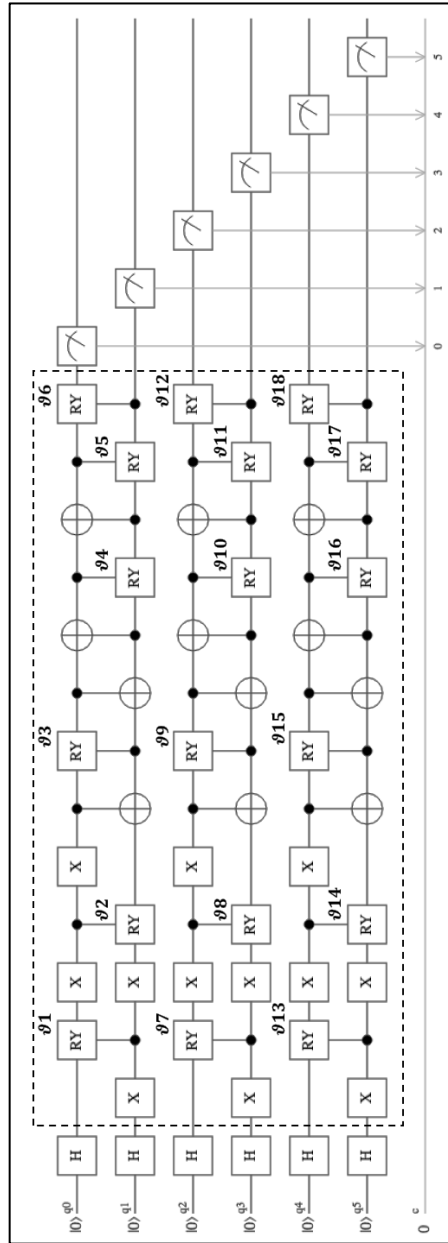 ϑ1 ϑ3 ϑ6
|0⟩ q0 H RY X X RY RY
ϑ2 ϑ4 ϑ5
|0⟩ q1 H X X RY RY RY
ϑ7 ϑ9 ϑ12
|0⟩ q2 H RY X X RY RY
ϑ8 ϑ10 ϑ11
|0⟩ q3 H X X RY RY RY
ϑ13 ϑ15 ϑ18
|0⟩ q4 H RY X X RY RY
ϑ14 ϑ16 ϑ17
|0⟩ q5 H X X RY RY RY
0 c 0 1 2 3 4 5